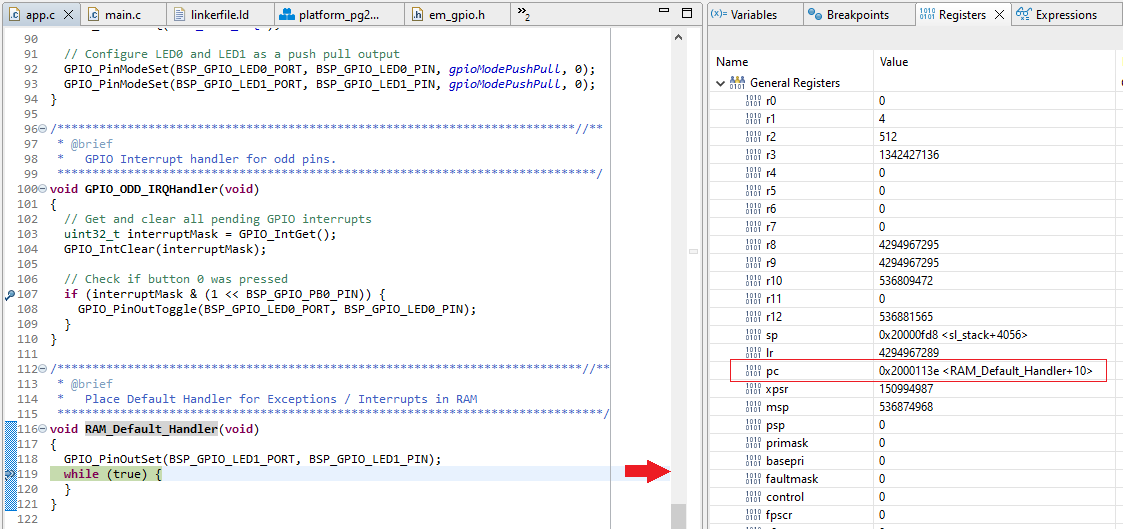 app.c
main.c
linkerfile.ld
platform_pg2...
em_gpio.h
»2
90
91 // Configure LED0 and LED1 as a push pull output
92 GPIO_PinModeSet(BSP_GPIO_LED0_PORT, BSP_GPIO_LED0_PIN, gpioModePushPull, 0);
93 GPIO_PinModeSet(BSP_GPIO_LED1_PORT, BSP_GPIO_LED1_PIN, gpioModePushPull, 0);
94 }
95
96 /**************************************************************************//**
97 * @brief
98 * GPIO Interrupt handler for odd pins.
99 *****************************************************************************/
100 void GPIO_ODD_IRQHandler(void)
101 {
102 // Get and clear all pending GPIO interrupts
103 uint32_t interruptMask = GPIO_IntGet();
104 GPIO_IntClear(interruptMask);
105
106 // Check if button 0 was pressed
107 if (interruptMask & (1 << BSP_GPIO_PB0_PIN)) {
108 GPIO_PinOutToggle(BSP_GPIO_LED0_PORT, BSP_GPIO_LED0_PIN);
109 }
110 }
111
112 /***************************************************************************//**
113 * @brief
114 * Place Default Handler for Exceptions / Interrupts in RAM
115 ******************************************************************************/
116 void RAM_Default_Handler(void)
117 {
118 GPIO_PinOutSet(BSP_GPIO_LED1_PORT, BSP_GPIO_LED1_PIN);
119 while (true) {
120 }
121 }
122
(x)= Variables
Breakpoints
Registers
Expressions
Name Value
General Registers
r0 0
r1 4
r2 512
r3 1342427136
r4 0
r5 0
r6 0
r7 0
r8 4294967295
r9 4294967295
r10 536809472
r11 0
r12 536881565
sp 0x20000fd8 <sl_stack+4056>
lr 4294967289
pc 0x2000113e <RAM_Default_Handler+10>
xpsr 150994987
msp 536874968
psp 0
primask 0
basepri 0
faultmask 0
control 0
fpscr 0